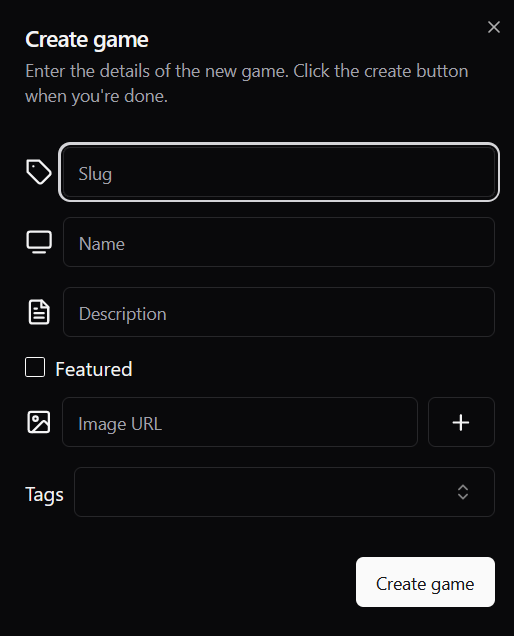 Create game
Enter the details of the new game. Click the create button
when you're done.
Slug
Name
Description
Featured
Image URL
Tags
Create game